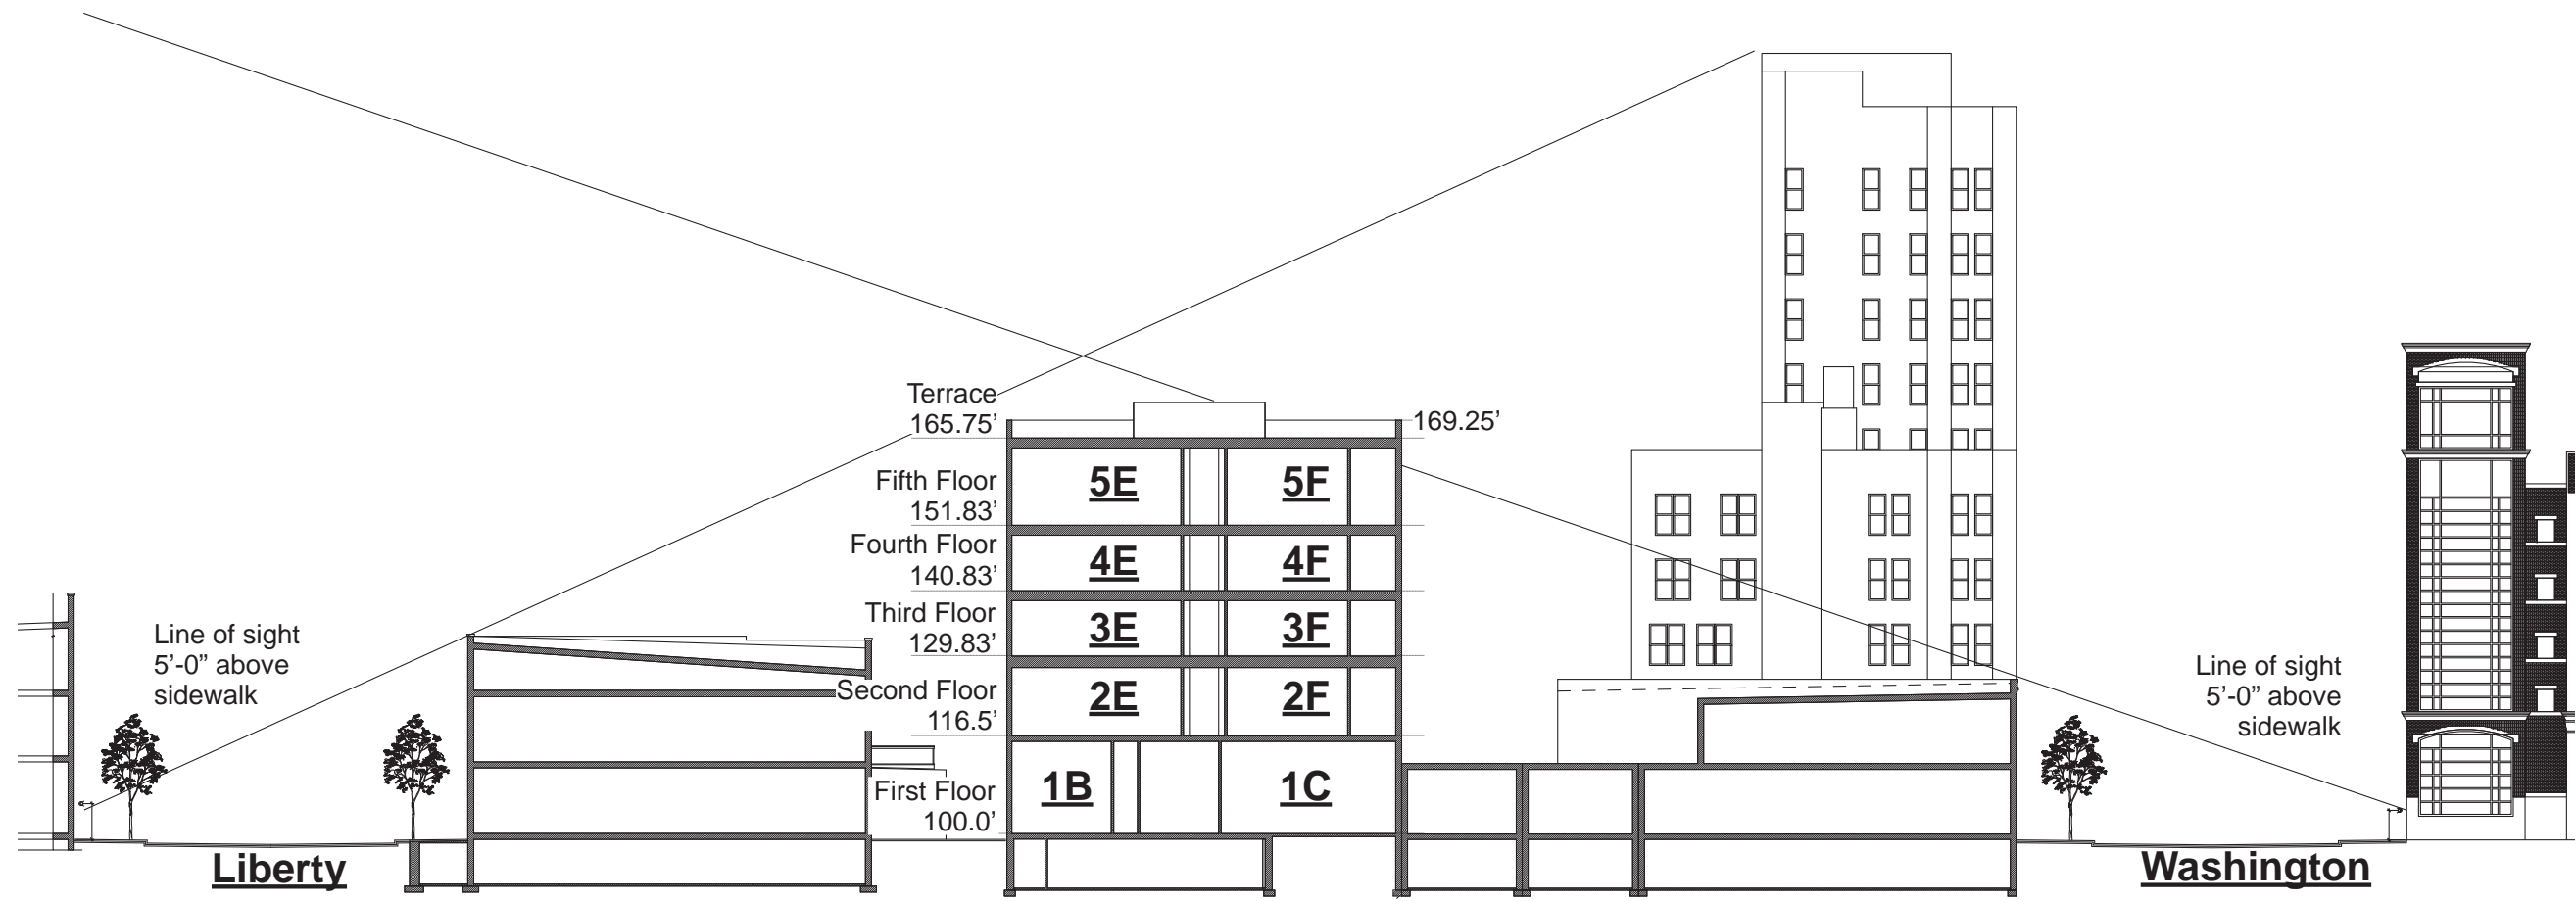 Terrace
165.75’
169.25’
5E
5F
Fifth Floor
151.83’
Fourth Floor
140.83’
4E
4F
Third Floor
129.83’
3E
3F
Line of sight
5’-0” above
sidewalk
Second Floor
116.5’
2E
2F
Line of sight
5’-0” above
sidewalk
First Floor
100.0’
1B
1C
Liberty
Washington